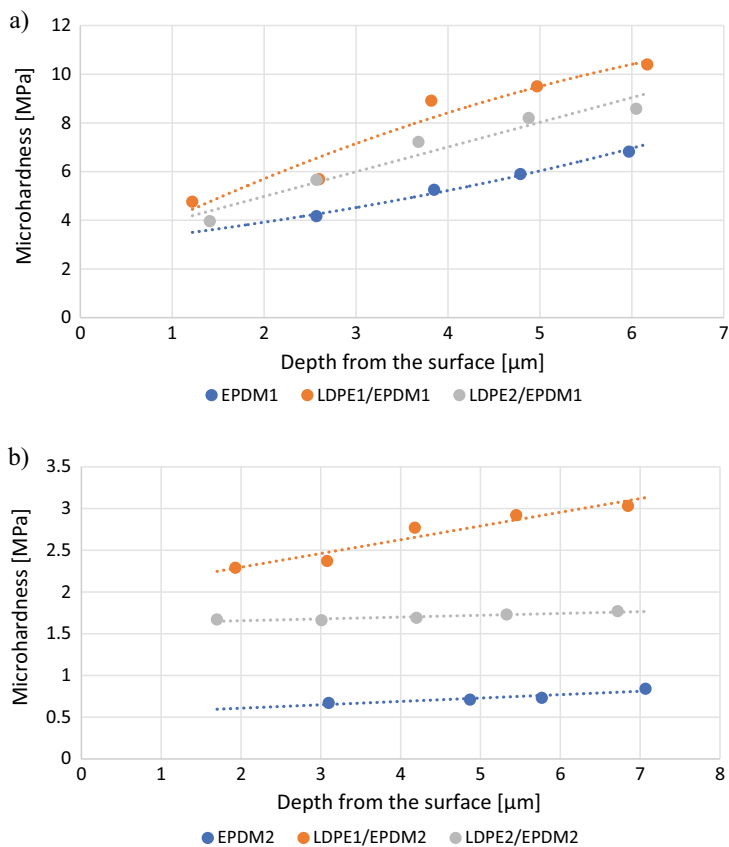 a)
12
10
8
6
4
2
0
Microhardness [MPa]
0 1 2 3 4 5 6 7
Depth from the surface [µm]
EPDM1 LDPE1/EPDM1 LDPE2/EPDM1
b)
3.5
3
2.5
2
1.5
1
0.5
0
Microhardness [MPa]
0 1 2 3 4 5 6 7 8
Depth from the surface [µm]
EPDM2 LDPE1/EPDM2 LDPE2/EPDM2